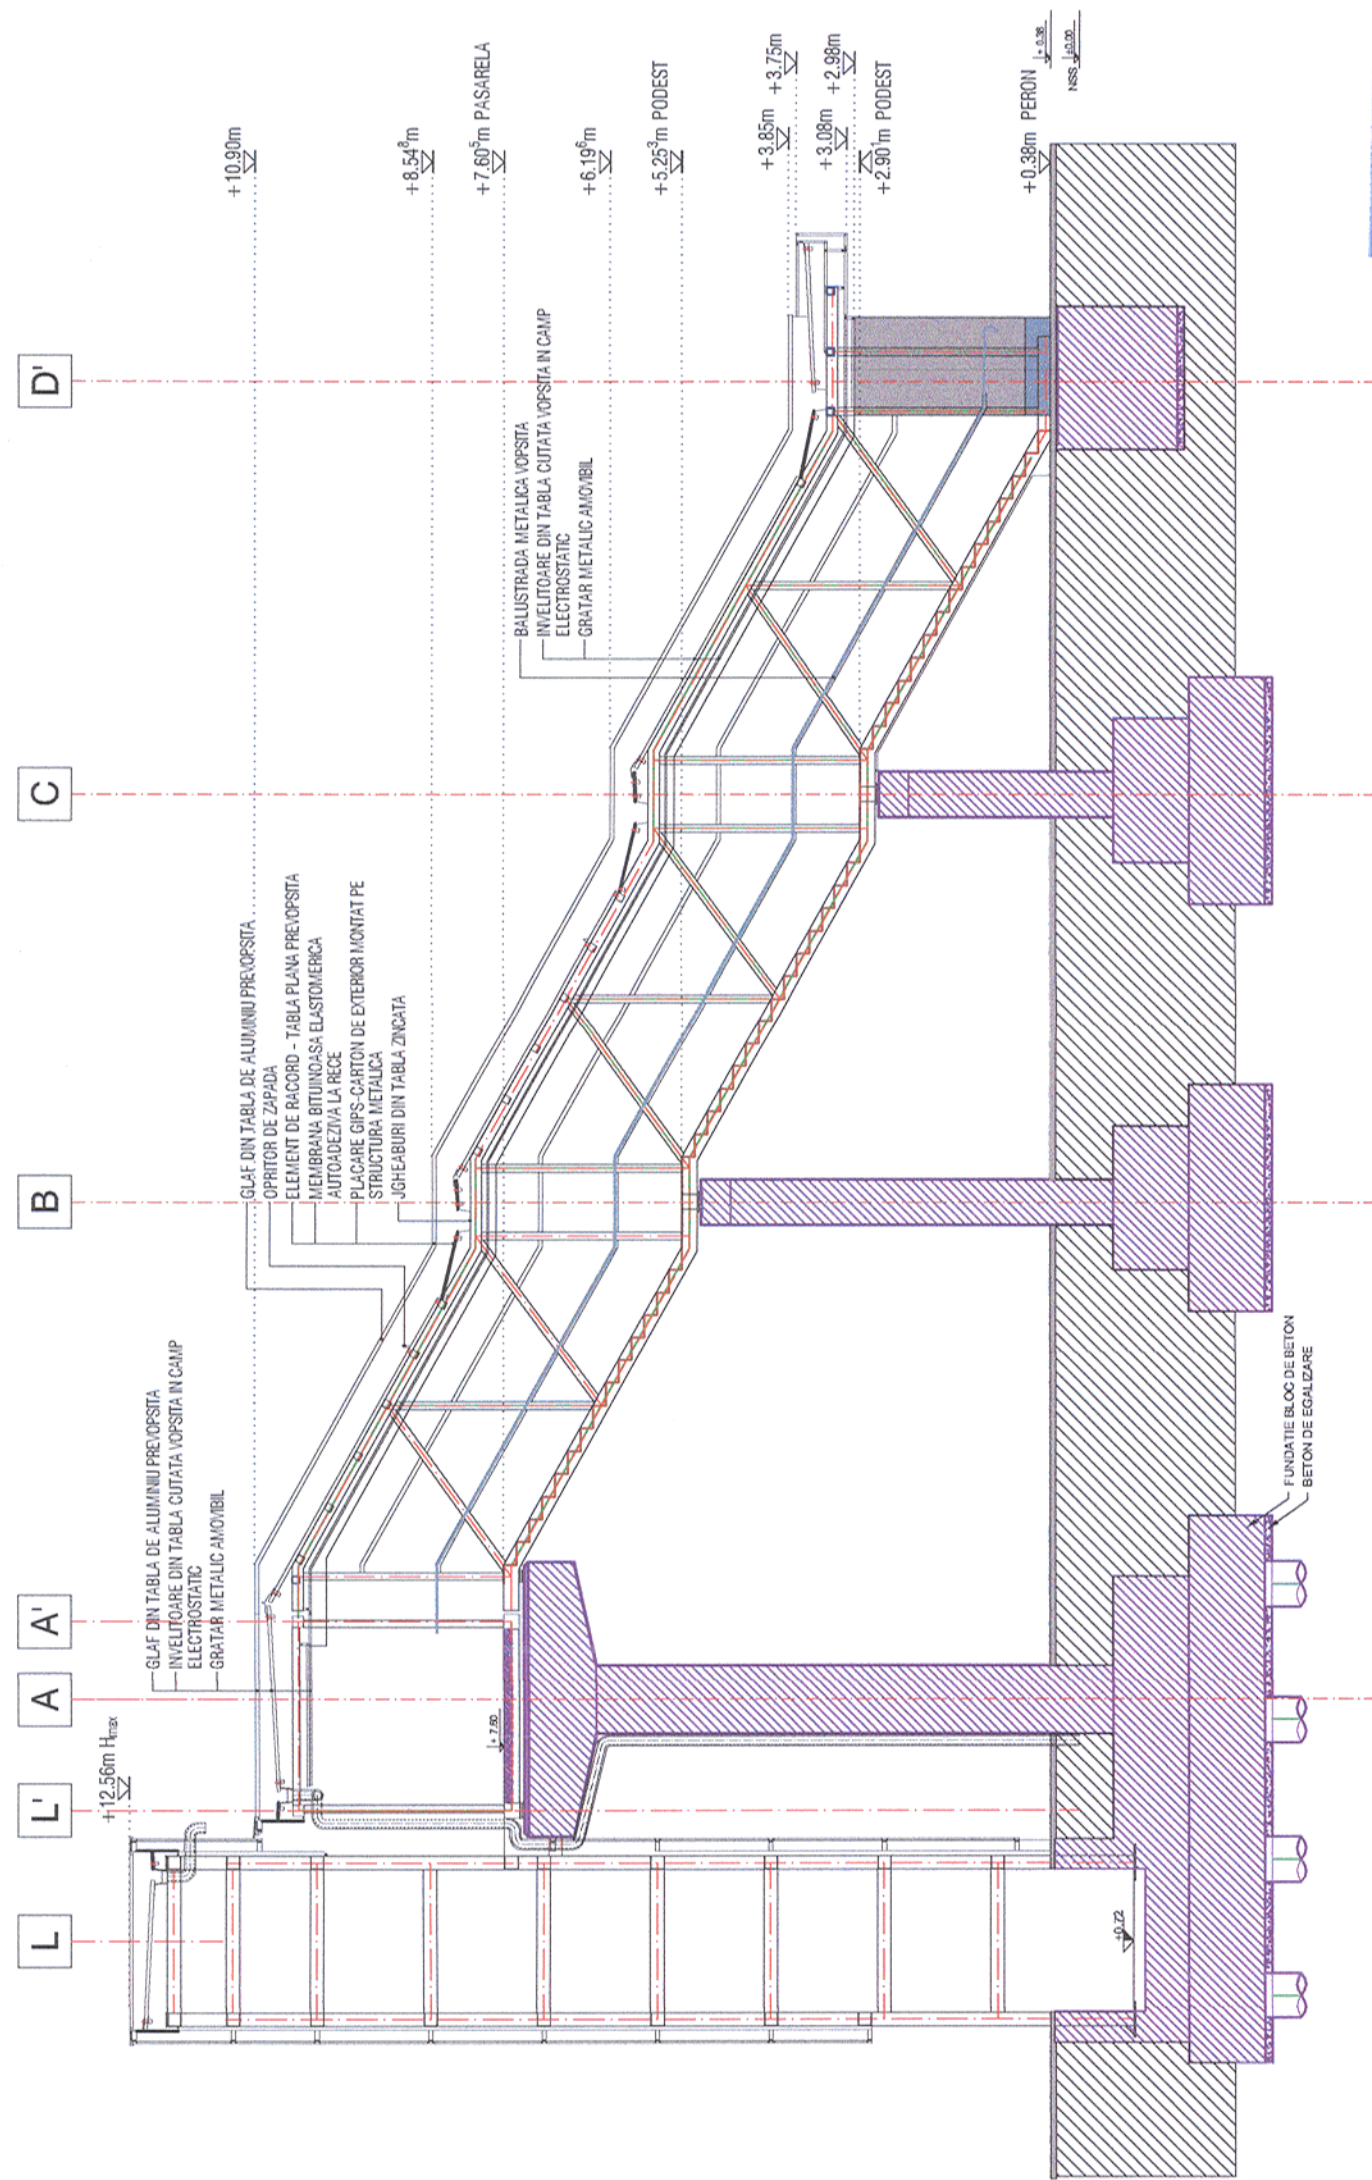 L
L'
A
A'
B
C
D'
+12.56m Hmax
GLAF DIN TABLA DE ALUMINIU PREVOPSITA
INVELITOARE DIN TABLA CUTATA VOPSITA IN CAMP
ELECTROSTATIC
GRATAR METALIC AMOVIBIL
GLAF DIN TABLA DE ALUMINIU PREVOPSITA
OPRITOR DE ZAPADA
ELEMENT DE RACORD - TABLA PLANA PREVOPSITA
MEMBRANA BITUINOASA ELASTOMERICA
AUTOADEZIVA LA RECE
PLACARE GIPS-CARTON DE EXTERIOR MONTAT PE
STRUCTURA METALICA
JGHEABURI DIN TABLA ZINCATA
BALUSTRADA METALICA VOPSITA
INVELITOARE DIN TABLA CUTATA VOPSITA IN CAMP
ELECTROSTATIC
GRATAR METALIC AMOVIBIL
+10.90m
+8.54⁸m
+7.60⁵m PASARELA
+6.19⁶m
+5.25³m PODEST
+3.85m
+3.75m
+3.08m
+2.98m
+2.90¹m PODEST
+0.38m PERON
+0.38
NSS ±0.00
+7.60
+0.72
FUNDATIE BLOC DE BETON
BETON DE EGALIZARE